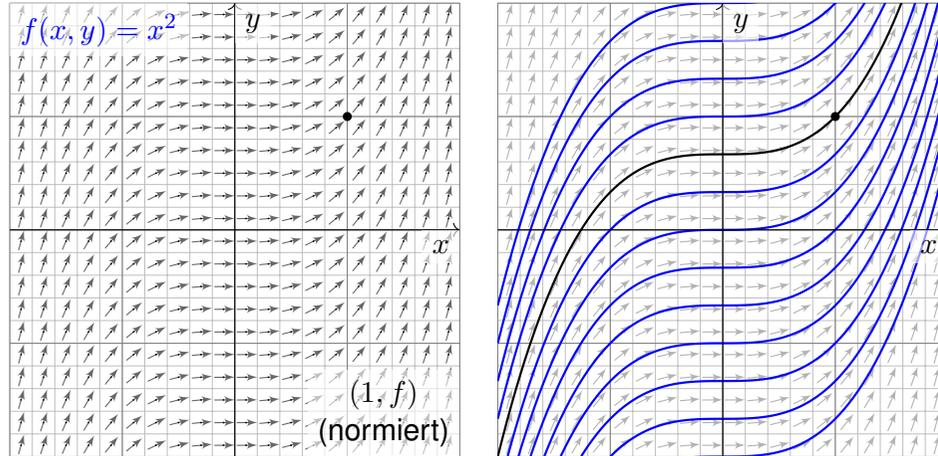 f(x, y) = x²
y
x
(1, f)
(normiert)
y
x